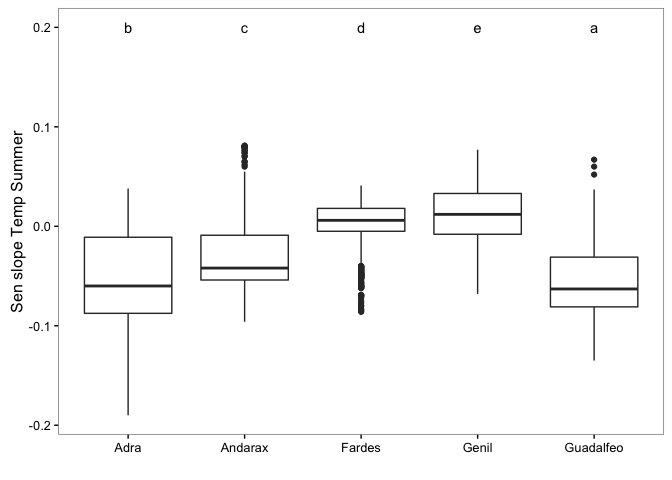 b c d e a
0.2
0.1
0.0
-0.1
-0.2
Sen slope Temp Summer
Adra Andarax Fardes Genil Guadalfeo